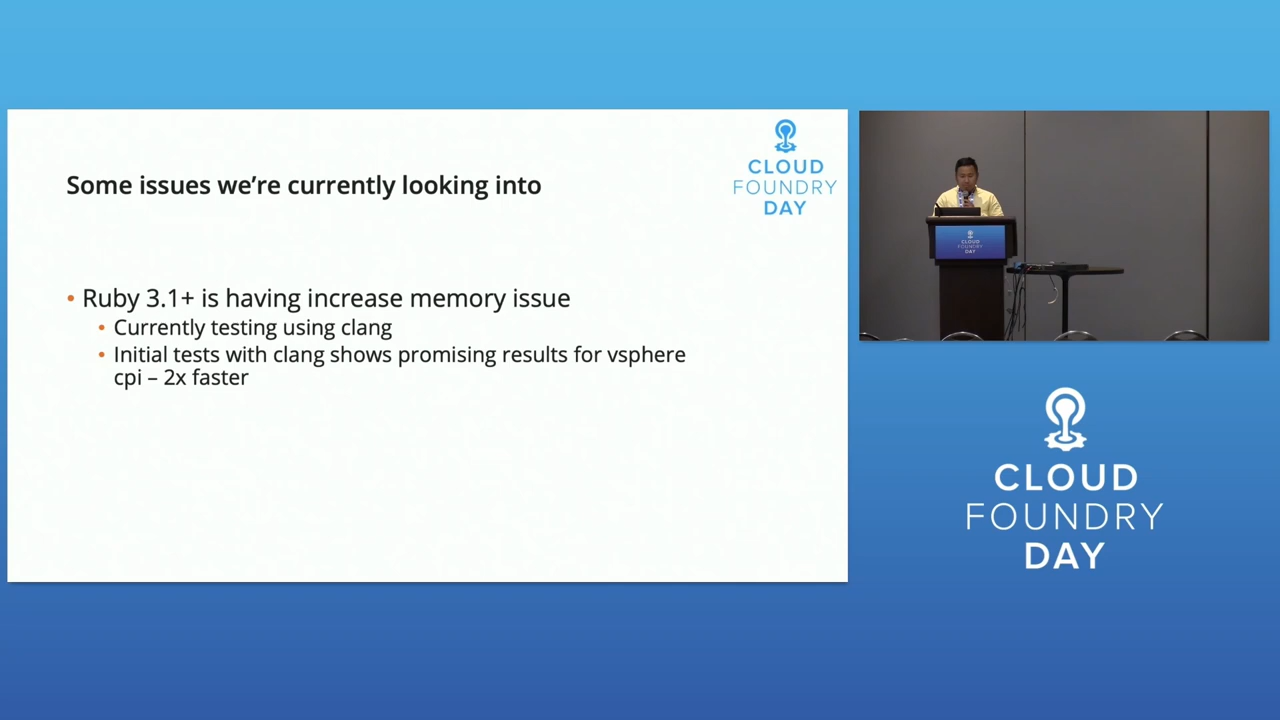 Some issues we're currently looking into
CLOUD
FOUNDRY
DAY
• Ruby 3.1+ is having increase memory issue
• Currently testing using clang
• Initial tests with clang shows promising results for vsphere
cpi – 2x faster
CLOUD
FOUNDRY
DAY
CLOUD
FOUNDRY
DAY